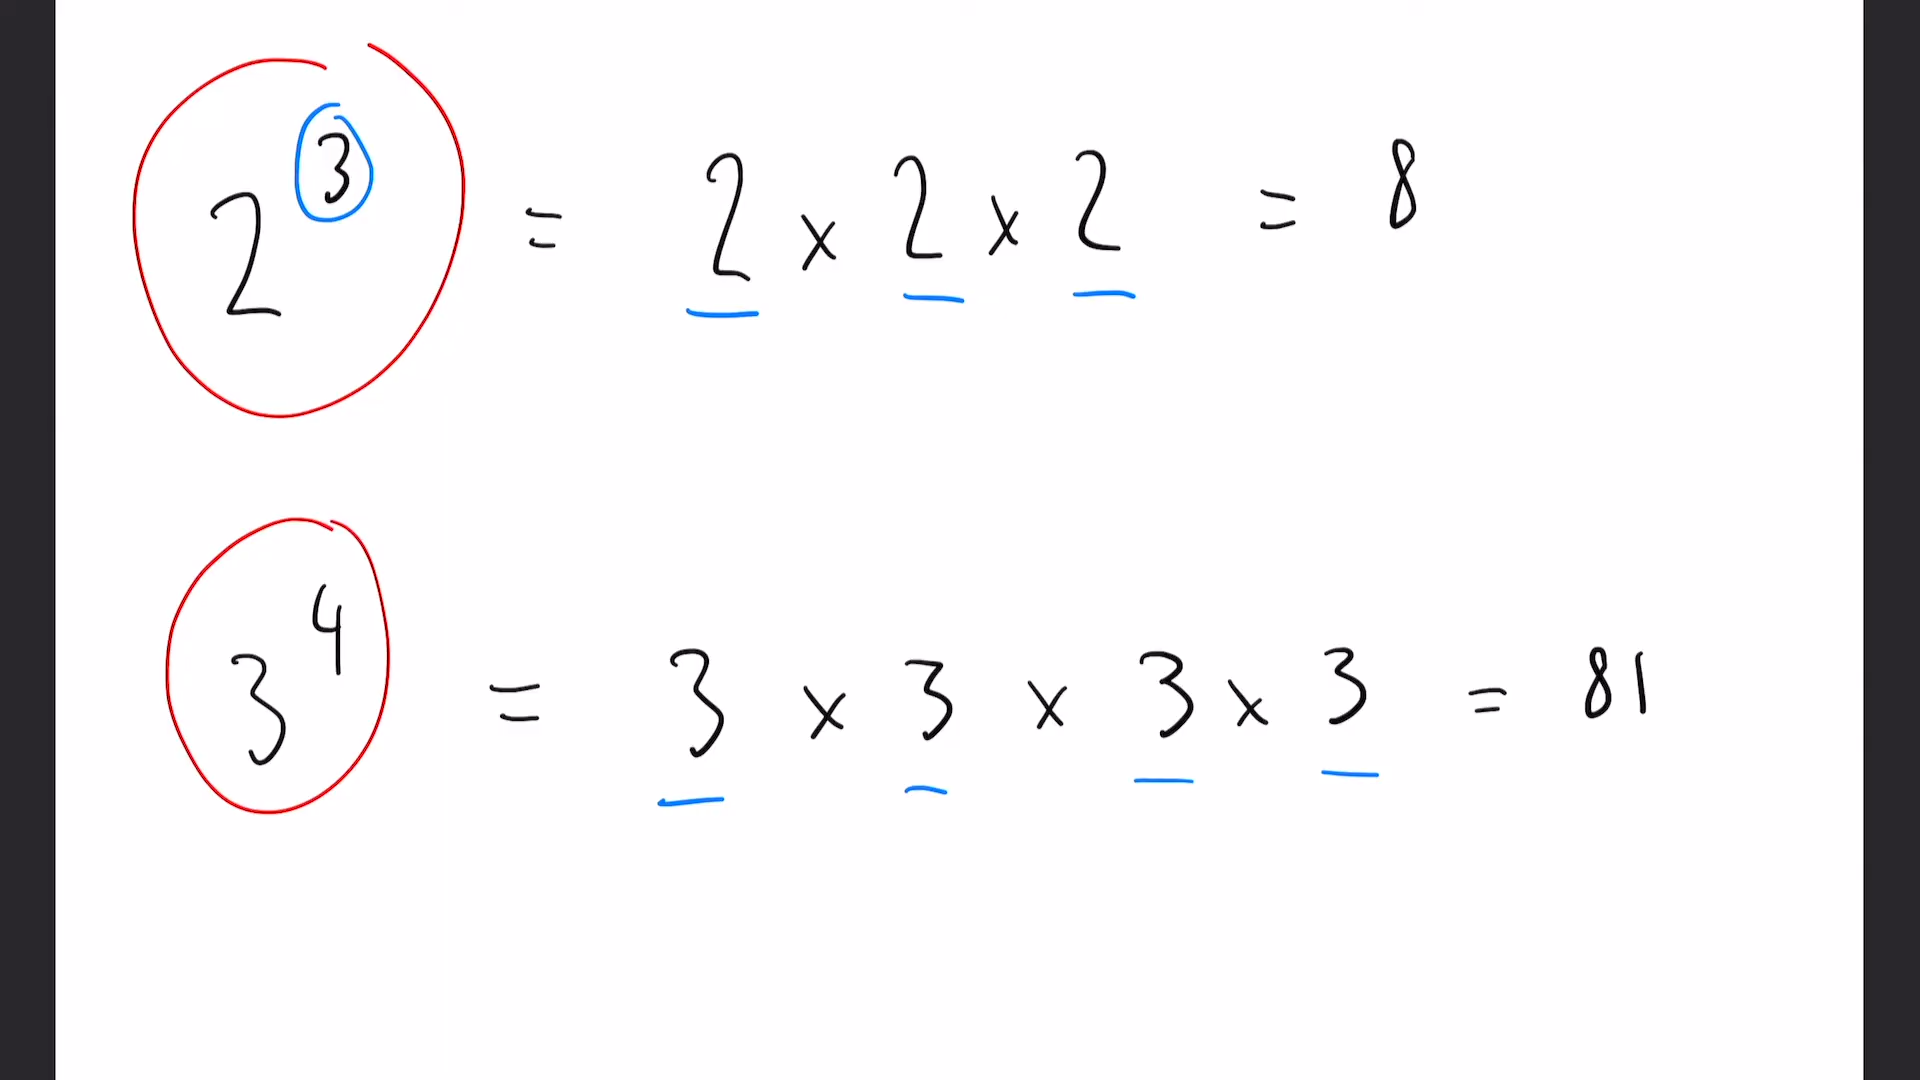 2³ = 2 x 2 x 2 = 8
3⁴ = 3 x 3 x 3 x 3 = 81